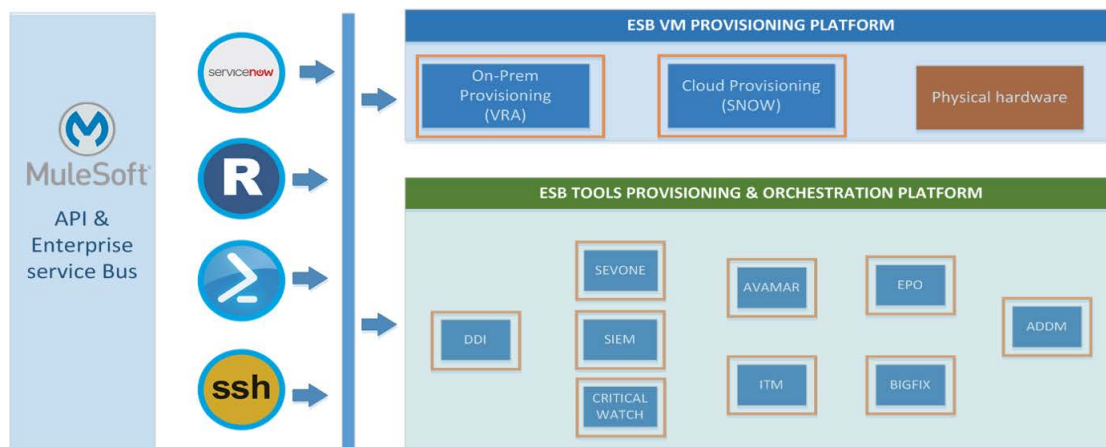 MuleSoft
API &
Enterprise
service Bus
servicenow
R
ssh
ESB VM PROVISIONING PLATFORM
On-Prem
Provisioning
(VRA)
Cloud Provisioning
(SNOW)
Physical hardware
ESB TOOLS PROVISIONING & ORCHESTRATION PLATFORM
DDI
SEVONE
SIEM
CRITICAL
WATCH
AVAMAR
ITM
EPO
BIGFIX
ADDM